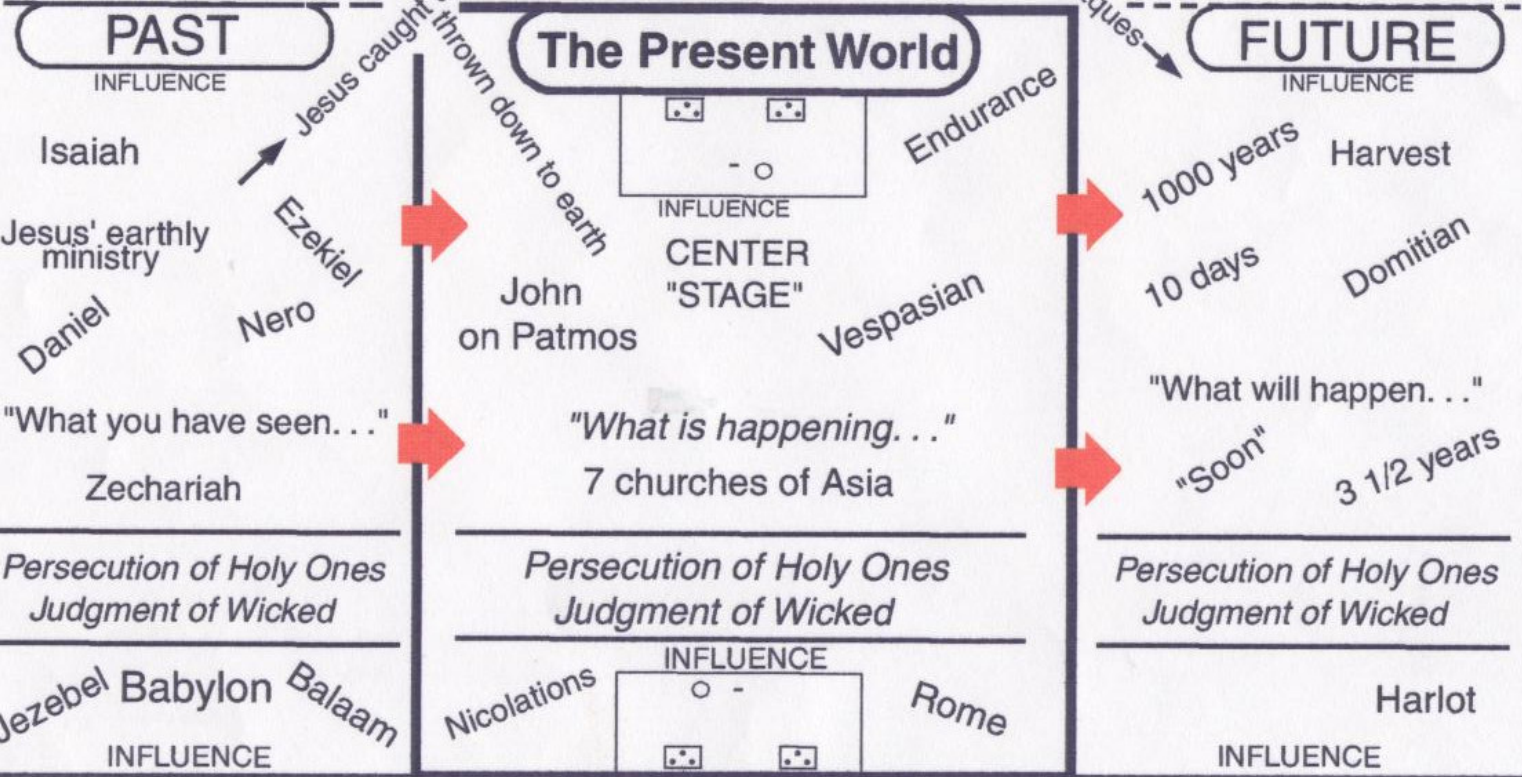 PAST
INFLUENCE
Isaiah
Jesus caught
Jesus' earthly
ministry
Ezekiel
Daniel
Nero
"What you have seen. . ."
Zechariah
Persecution of Holy Ones
Judgment of Wicked
Jezebel
Babylon
Balaam
INFLUENCE
thrown down to earth
The Present World
Endurance
INFLUENCE
CENTER
"STAGE"
John
on Patmos
Vespasian
"What is happening. . ."
7 churches of Asia
Persecution of Holy Ones
Judgment of Wicked
INFLUENCE
Nicolations
Rome
FUTURE
INFLUENCE
1000 years
Harvest
10 days
Domitian
"What will happen. . ."
"Soon"
3 1/2 years
Persecution of Holy Ones
Judgment of Wicked
Harlot
INFLUENCE